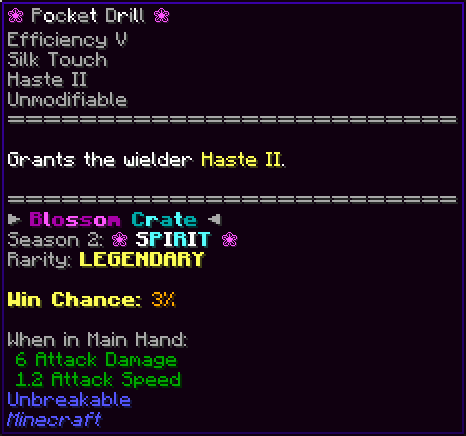 ❀ Pocket Drill ❀
Efficiency V
Silk Touch
Haste II
Unmodifiable
======================================
Grants the wielder Haste II.
======================================
▶ Blossom Crate ◀
Season 2: ❀ SPIRIT ❀
Rarity: LEGENDARY
Win Chance: 3%
When in Main Hand:
6 Attack Damage
1.2 Attack Speed
Unbreakable
Minecraft